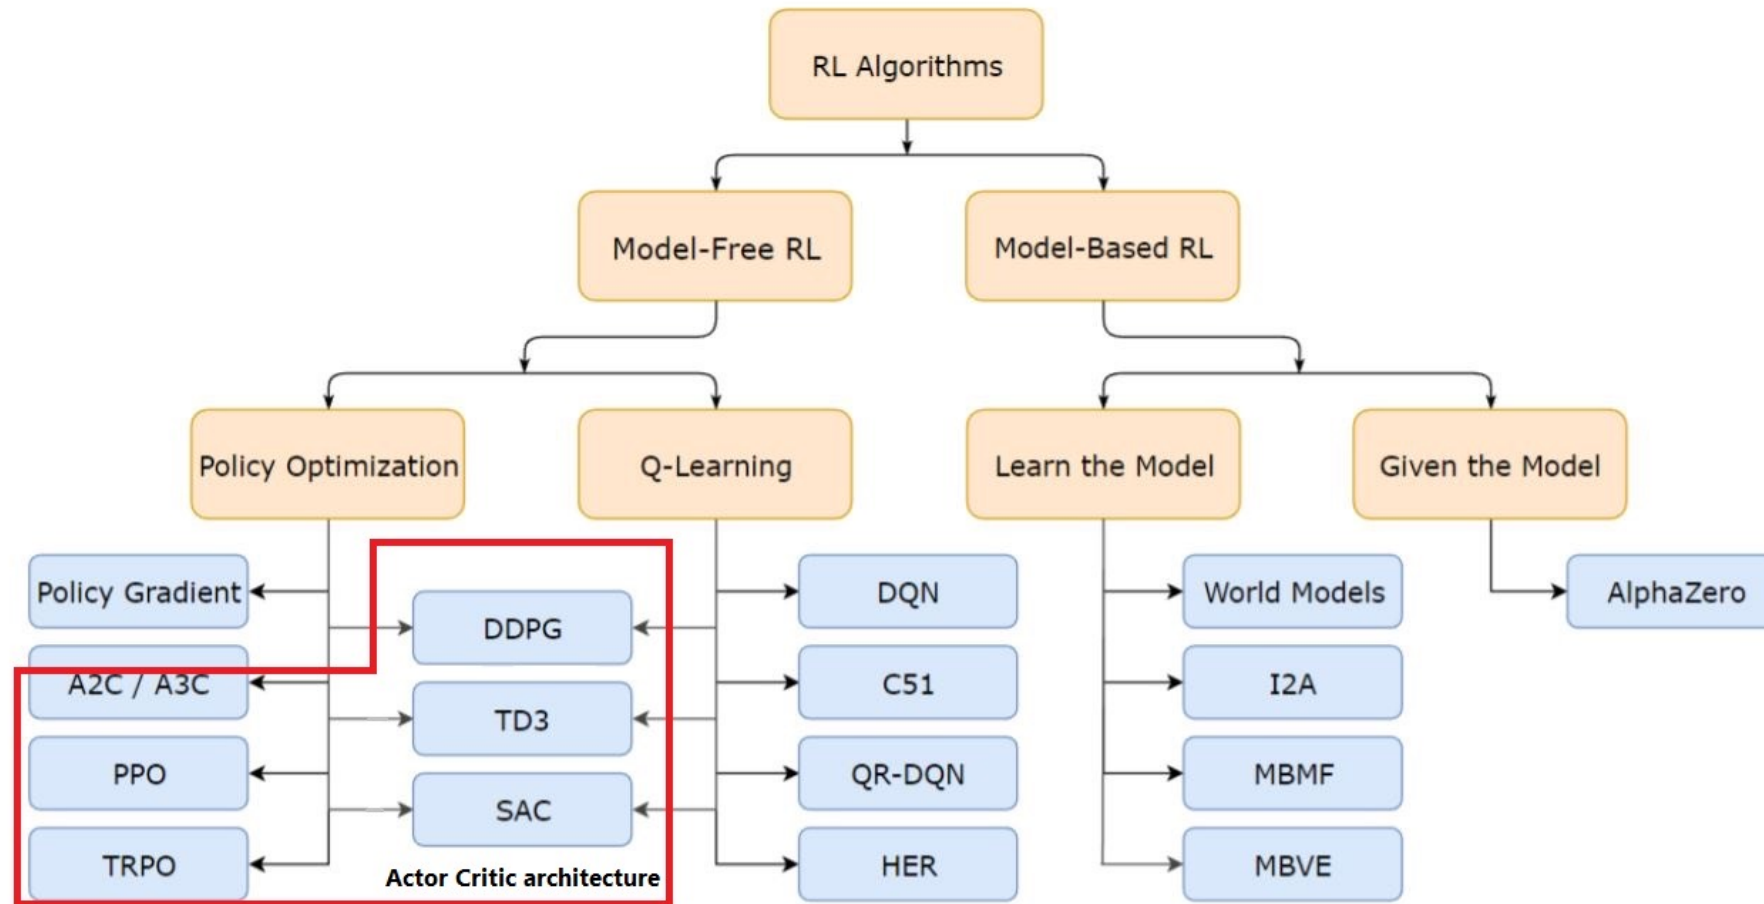 RL Algorithms
Model-Free RL
Model-Based RL
Policy Optimization
Q-Learning
Learn the Model
Given the Model
Policy Gradient
DDPG
DQN
World Models
AlphaZero
A2C / A3C
TD3
C51
I2A
PPO
SAC
QR-DQN
MBMF
TRPO
Actor Critic architecture
HER
MBVE